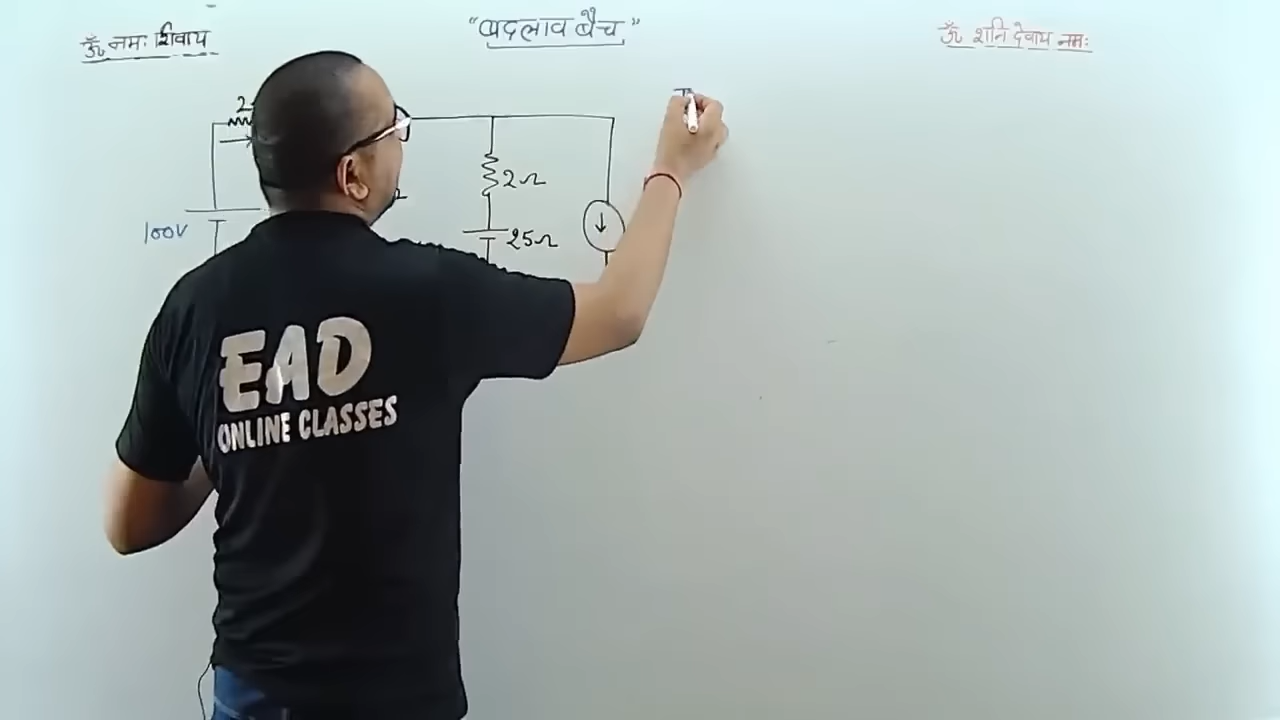 ॐ नमः शिवाय
"बदलाव बैच"
ॐ शनि देवाय नमः
2
2Ω
100V
25Ω
EAD
ONLINE CLASSES